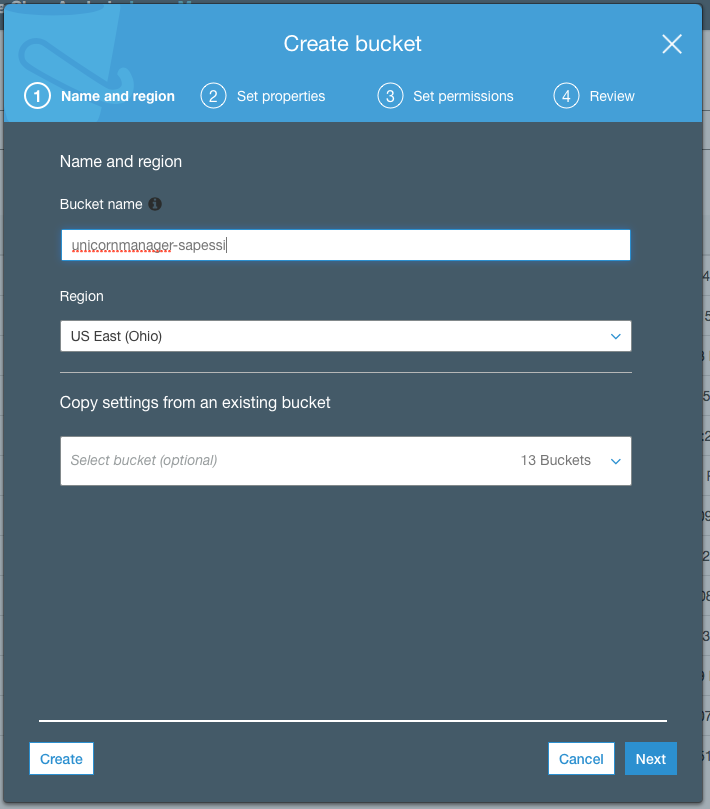 Create bucket
1 Name and region 2 Set properties 3 Set permissions 4 Review
Name and region
Bucket name
unicornmanager-sapessi
Region
US East (Ohio)
Copy settings from an existing bucket
Select bucket (optional) 13 Buckets
Create Cancel Next